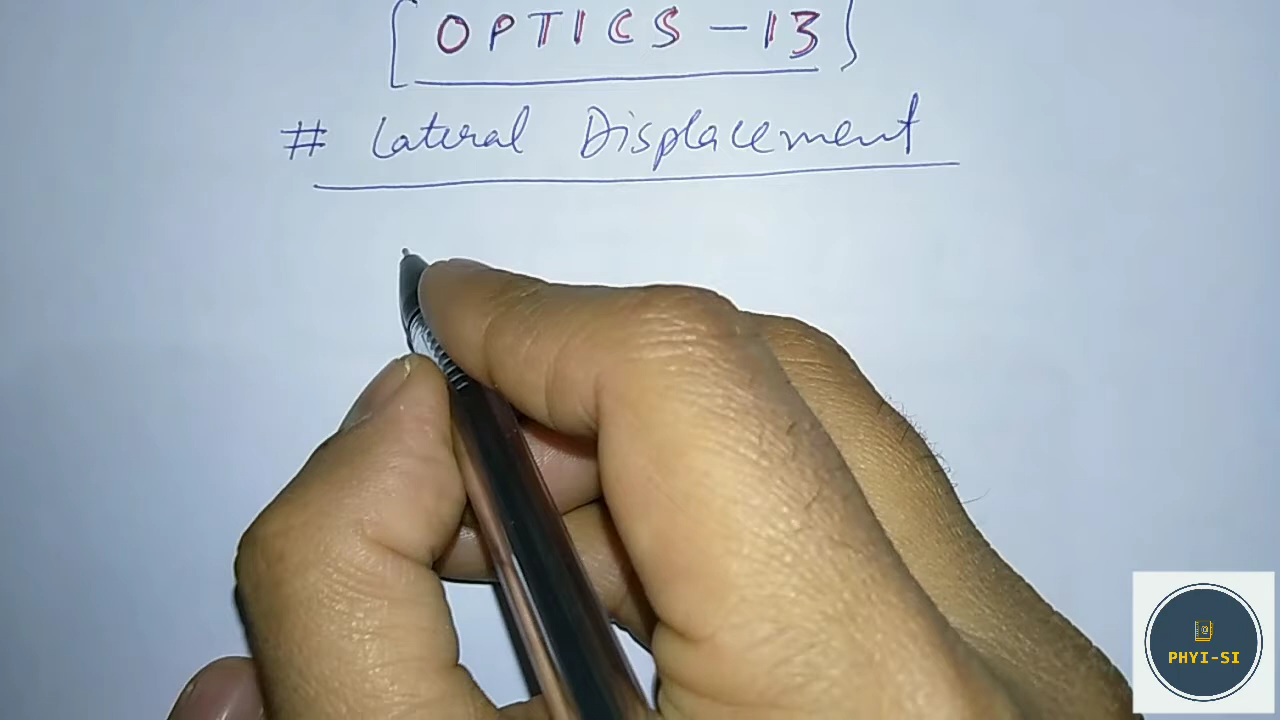 [OPTICS-13]
# Lateral Displacement
PHYI-SI